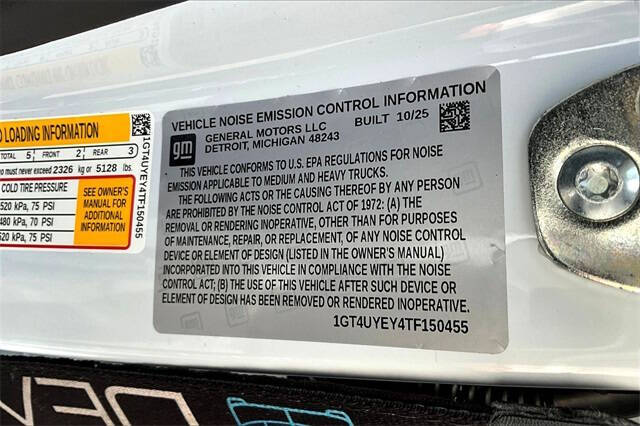 LOADING INFORMATION
TOTAL 5 FRONT 2 REAR 3
must never exceed 2326 kg or 5128 lbs.
COLD TIRE PRESSURE
520 kPa, 75 PSI
480 kPa, 70 PSI
520 kPa, 75 PSI
SEE OWNER'S
MANUAL FOR
ADDITIONAL
INFORMATION
1GT4UYEY4TF150455
VEHICLE NOISE EMISSION CONTROL INFORMATION
gm
GENERAL MOTORS LLC BUILT 10/25
DETROIT, MICHIGAN 48243
THIS VEHICLE CONFORMS TO U.S. EPA REGULATIONS FOR NOISE
EMISSION APPLICABLE TO MEDIUM AND HEAVY TRUCKS.
THE FOLLOWING ACTS OR THE CAUSING THEREOF BY ANY PERSON
ARE PROHIBITED BY THE NOISE CONTROL ACT OF 1972: (A) THE
REMOVAL OR RENDERING INOPERATIVE, OTHER THAN FOR PURPOSES
OF MAINTENANCE, REPAIR, OR REPLACEMENT, OF ANY NOISE CONTROL
DEVICE OR ELEMENT OF DESIGN (LISTED IN THE OWNER'S MANUAL)
INCORPORATED INTO THIS VEHICLE IN COMPLIANCE WITH THE NOISE
CONTROL ACT; (B) THE USE OF THIS VEHICLE AFTER SUCH DEVICE OR
ELEMENT OF DESIGN HAS BEEN REMOVED OR RENDERED INOPERATIVE.
1GT4UYEY4TF150455